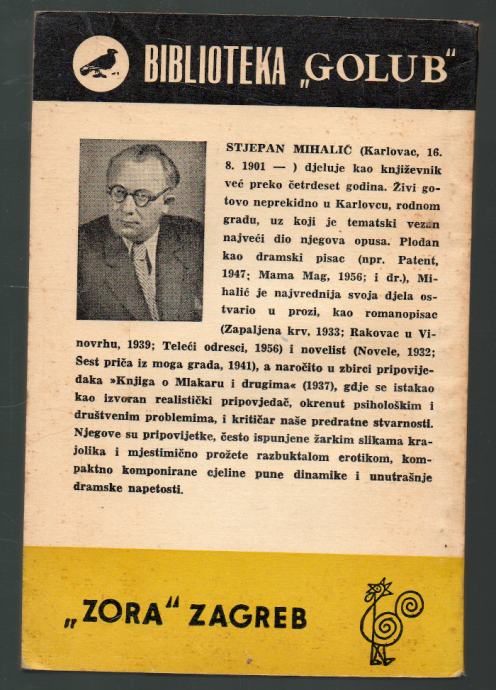 BIBLIOTEKA „GOLUB“
STJEPAN MIHALIĆ (Karlovac, 16.
8. 1901 — ) djeluje kao književnik
već preko četrdeset godina. Živi go-
tovo neprekidno u Karlovcu, rodnom
gradu, uz koji je tematski vezan
najveći dio njegova opusa. Plodan
kao dramski pisac (npr. Patent,
1947; Mama Mag, 1956; i dr.), Mi-
halić je najvrednija svoja djela os-
tvario u prozi, kao romanopisac
(Zapaljena krv, 1933; Rakovac u Vi-
novrhu, 1939; Teleći odresci, 1956) i novelist (Novele, 1932;
Šest priča iz moga grada, 1941), a naročito u zbirci pripovije-
daka »Knjiga o Mlakaru i drugima« (1937), gdje se istakao
kao izvoran realistički pripovjedač, okrenut psihološkim i
društvenim problemima, i kritičar naše predratne stvarnosti.
Njegove su pripovijetke, često ispunjene žarkim slikama kra-
jolika i mjestimično prožete razbuktalom erotikom, kom-
paktno komponirane cjeline pune dinamike i unutrašnje
dramske napetosti.
„ZORA“ ZAGREB